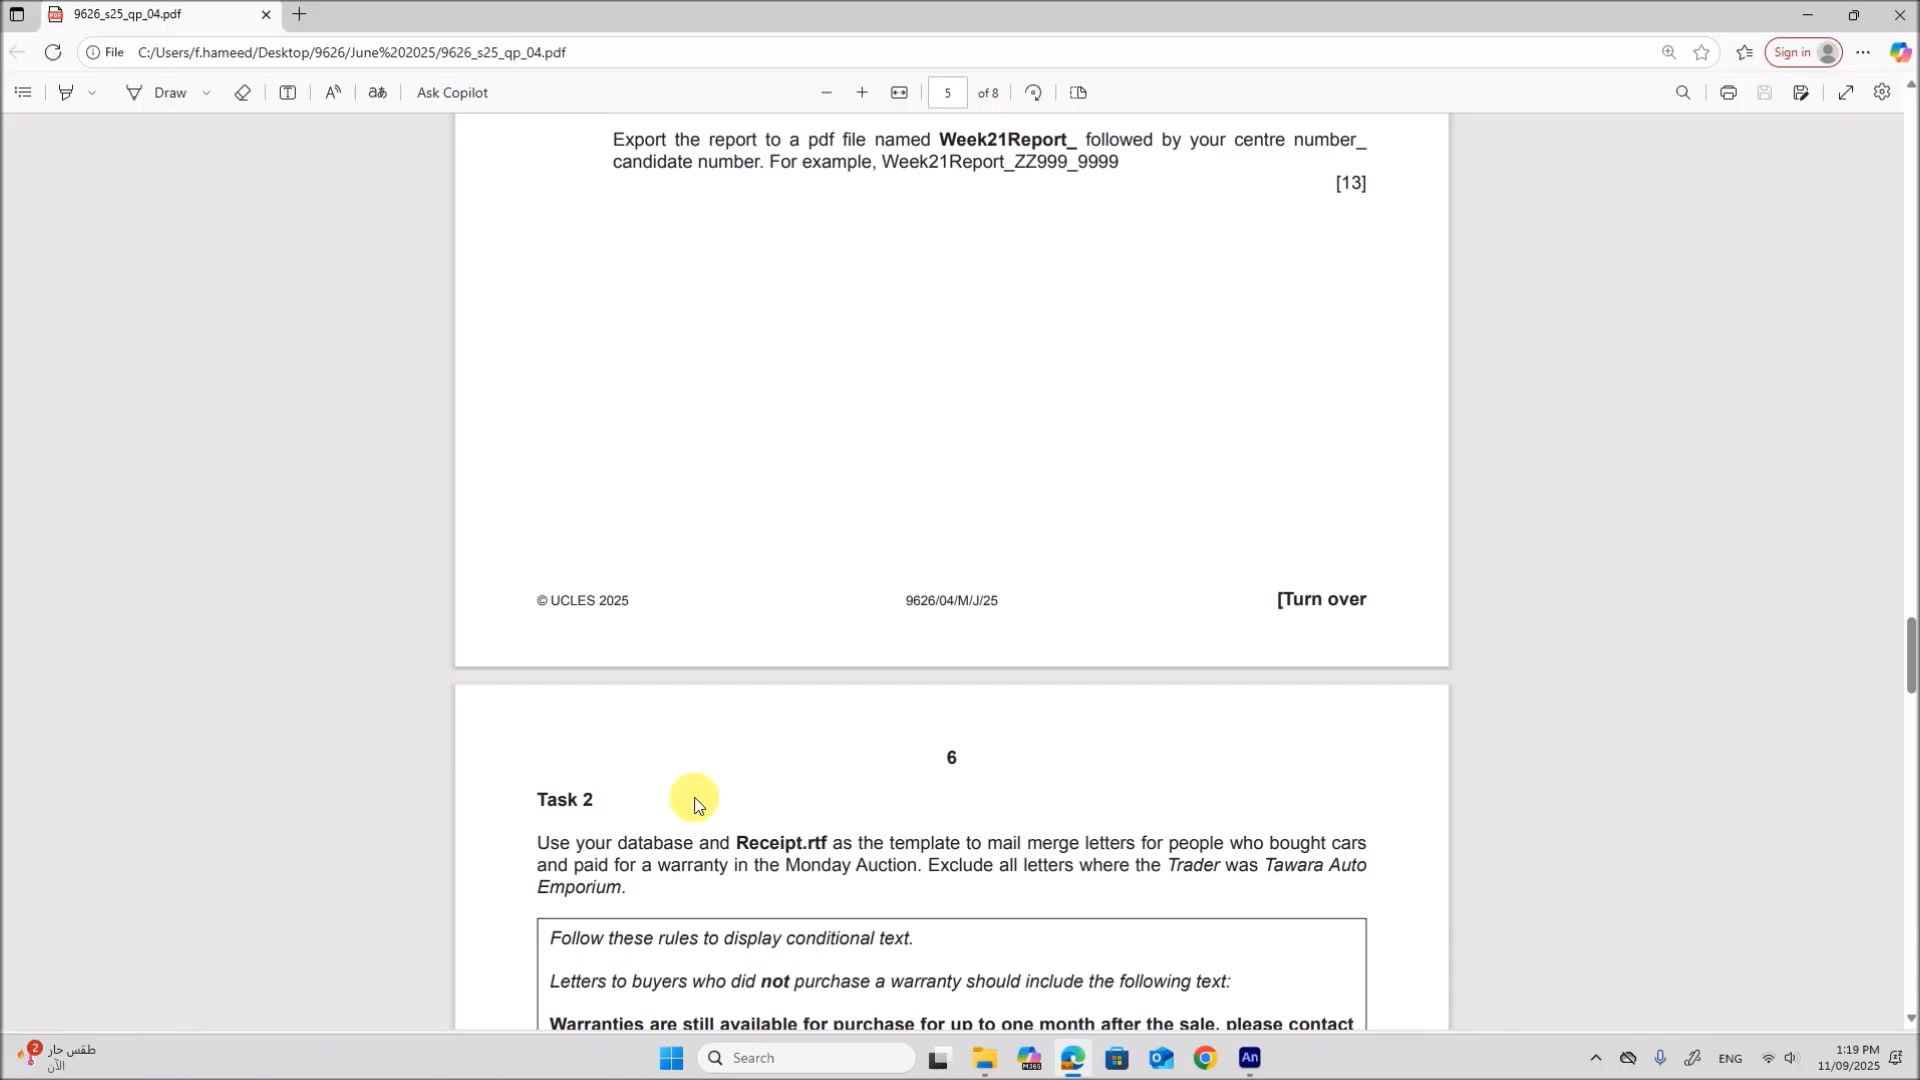 9626_s25_qp_04.pdf
File C:/Users/f.hameed/Desktop/9626/June%202025/9626_s25_qp_04.pdf
Sign in
Draw
aあ
Ask Copilot
5 of 8
Export the report to a pdf file named Week21Report_ followed by your centre number_
candidate number. For example, Week21Report_ZZ999_9999
[13]
© UCLES 2025
9626/04/M/J/25
[Turn over
6
Task 2
Use your database and Receipt.rtf as the template to mail merge letters for people who bought cars
and paid for a warranty in the Monday Auction. Exclude all letters where the Trader was Tawara Auto
Emporium.
Follow these rules to display conditional text.
Letters to buyers who did not purchase a warranty should include the following text:
Warranties are still available for purchase for up to one month after the sale, please contact
2
طقس حار
الآن
Search
M365
An
ENG
1:19 PM
11/09/2025